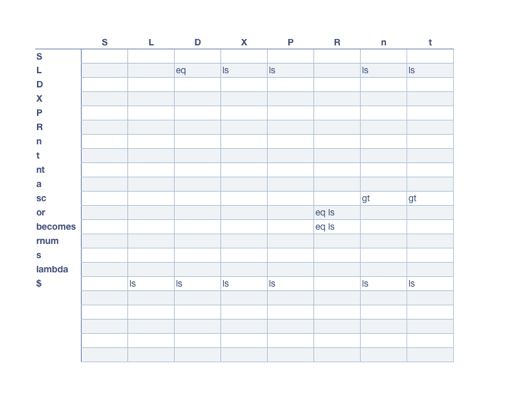 S L D X P R n t
S
L eq ls ls ls ls
D
X
P
R
n
t
nt
a
sc gt gt
or eq ls
becomes eq ls
rnum
s
lambda
$ ls ls ls ls ls ls